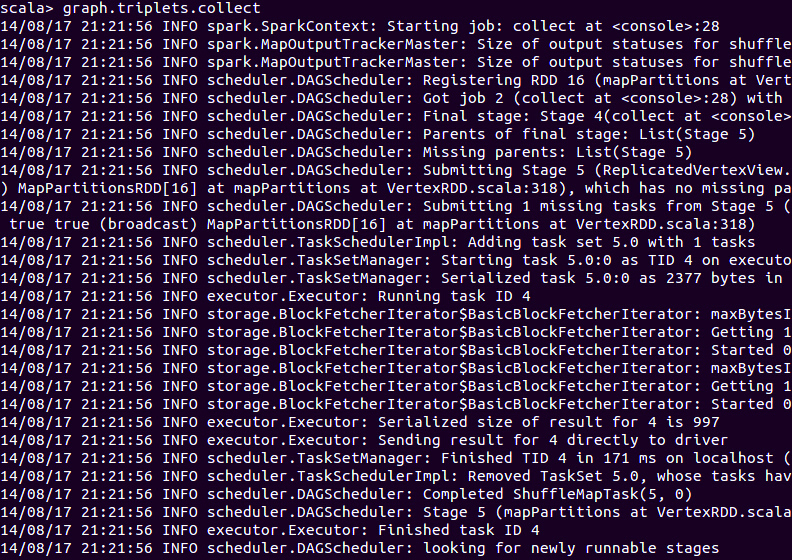 scala> graph.triplets.collect
14/08/17 21:21:56 INFO spark.SparkContext: Starting job: collect at <console>:28
14/08/17 21:21:56 INFO spark.MapOutputTrackerMaster: Size of output statuses for shuffle
14/08/17 21:21:56 INFO spark.MapOutputTrackerMaster: Size of output statuses for shuffle
14/08/17 21:21:56 INFO scheduler.DAGScheduler: Registering RDD 16 (mapPartitions at Vert
14/08/17 21:21:56 INFO scheduler.DAGScheduler: Got job 2 (collect at <console>:28) with
14/08/17 21:21:56 INFO scheduler.DAGScheduler: Final stage: Stage 4(collect at <console>
14/08/17 21:21:56 INFO scheduler.DAGScheduler: Parents of final stage: List(Stage 5)
14/08/17 21:21:56 INFO scheduler.DAGScheduler: Missing parents: List(Stage 5)
14/08/17 21:21:56 INFO scheduler.DAGScheduler: Submitting Stage 5 (ReplicatedVertexView.
) MapPartitionsRDD[16] at mapPartitions at VertexRDD.scala:318), which has no missing pa
14/08/17 21:21:56 INFO scheduler.DAGScheduler: Submitting 1 missing tasks from Stage 5 (
true true (broadcast) MapPartitionsRDD[16] at mapPartitions at VertexRDD.scala:318)
14/08/17 21:21:56 INFO scheduler.TaskSchedulerImpl: Adding task set 5.0 with 1 tasks
14/08/17 21:21:56 INFO scheduler.TaskSetManager: Starting task 5.0:0 as TID 4 on executo
14/08/17 21:21:56 INFO scheduler.TaskSetManager: Serialized task 5.0:0 as 2377 bytes in
14/08/17 21:21:56 INFO executor.Executor: Running task ID 4
14/08/17 21:21:56 INFO storage.BlockFetcherIterator$BasicBlockFetcherIterator: maxBytesI
14/08/17 21:21:56 INFO storage.BlockFetcherIterator$BasicBlockFetcherIterator: Getting 1
14/08/17 21:21:56 INFO storage.BlockFetcherIterator$BasicBlockFetcherIterator: Started 0
14/08/17 21:21:56 INFO storage.BlockFetcherIterator$BasicBlockFetcherIterator: maxBytesI
14/08/17 21:21:56 INFO storage.BlockFetcherIterator$BasicBlockFetcherIterator: Getting 1
14/08/17 21:21:56 INFO storage.BlockFetcherIterator$BasicBlockFetcherIterator: Started 0
14/08/17 21:21:56 INFO executor.Executor: Serialized size of result for 4 is 997
14/08/17 21:21:56 INFO executor.Executor: Sending result for 4 directly to driver
14/08/17 21:21:56 INFO scheduler.TaskSetManager: Finished TID 4 in 171 ms on localhost (
14/08/17 21:21:56 INFO scheduler.TaskSchedulerImpl: Removed TaskSet 5.0, whose tasks hav
14/08/17 21:21:56 INFO scheduler.DAGScheduler: Completed ShuffleMapTask(5, 0)
14/08/17 21:21:56 INFO scheduler.DAGScheduler: Stage 5 (mapPartitions at VertexRDD.scala
14/08/17 21:21:56 INFO executor.Executor: Finished task ID 4
14/08/17 21:21:56 INFO scheduler.DAGScheduler: looking for newly runnable stages